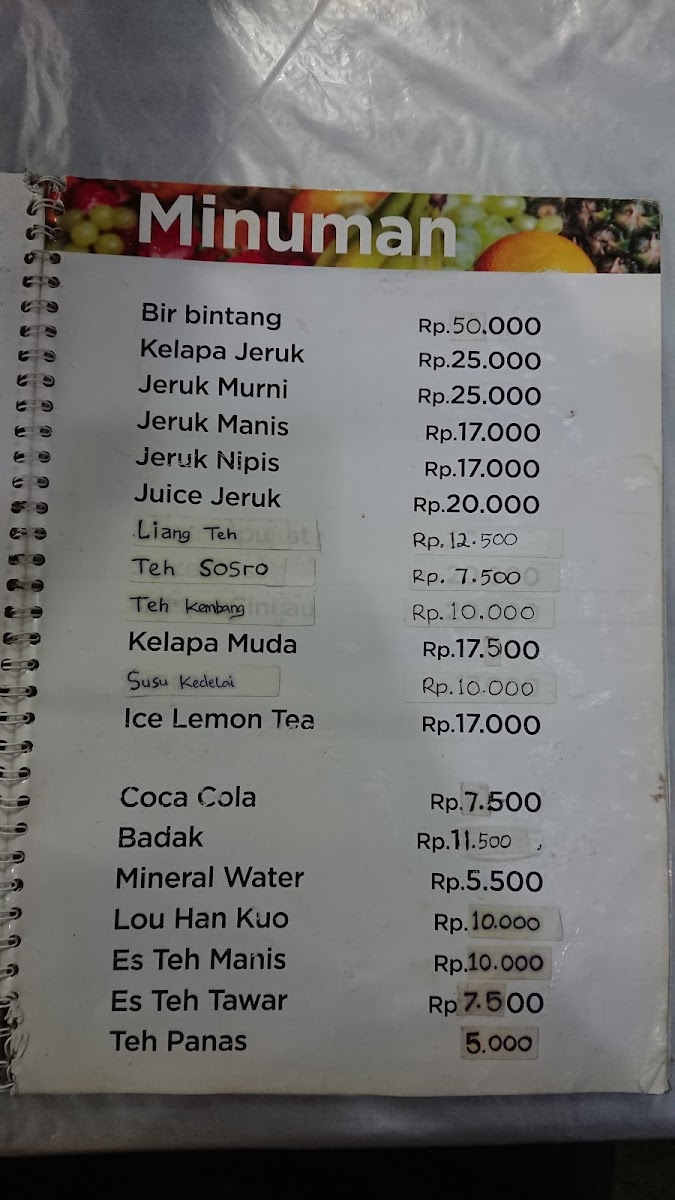 Minuman
Bir bintang Rp.50.000
Kelapa Jeruk Rp.25.000
Jeruk Murni Rp.25.000
Jeruk Manis Rp.17.000
Jeruk Nipis Rp.17.000
Juice Jeruk Rp.20.000
Liang Teh Rp.12.500
Teh Sosro Rp.7.500
Teh Kembang Rp.10.000
Kelapa Muda Rp.17.500
Susu Kedelai Rp.10.000
Ice Lemon Tea Rp.17.000
Coca Cola Rp.7.500
Badak Rp.11.500
Mineral Water Rp.5.500
Lou Han Kuo Rp.10.000
Es Teh Manis Rp.10.000
Es Teh Tawar Rp 7.500
Teh Panas 5.000